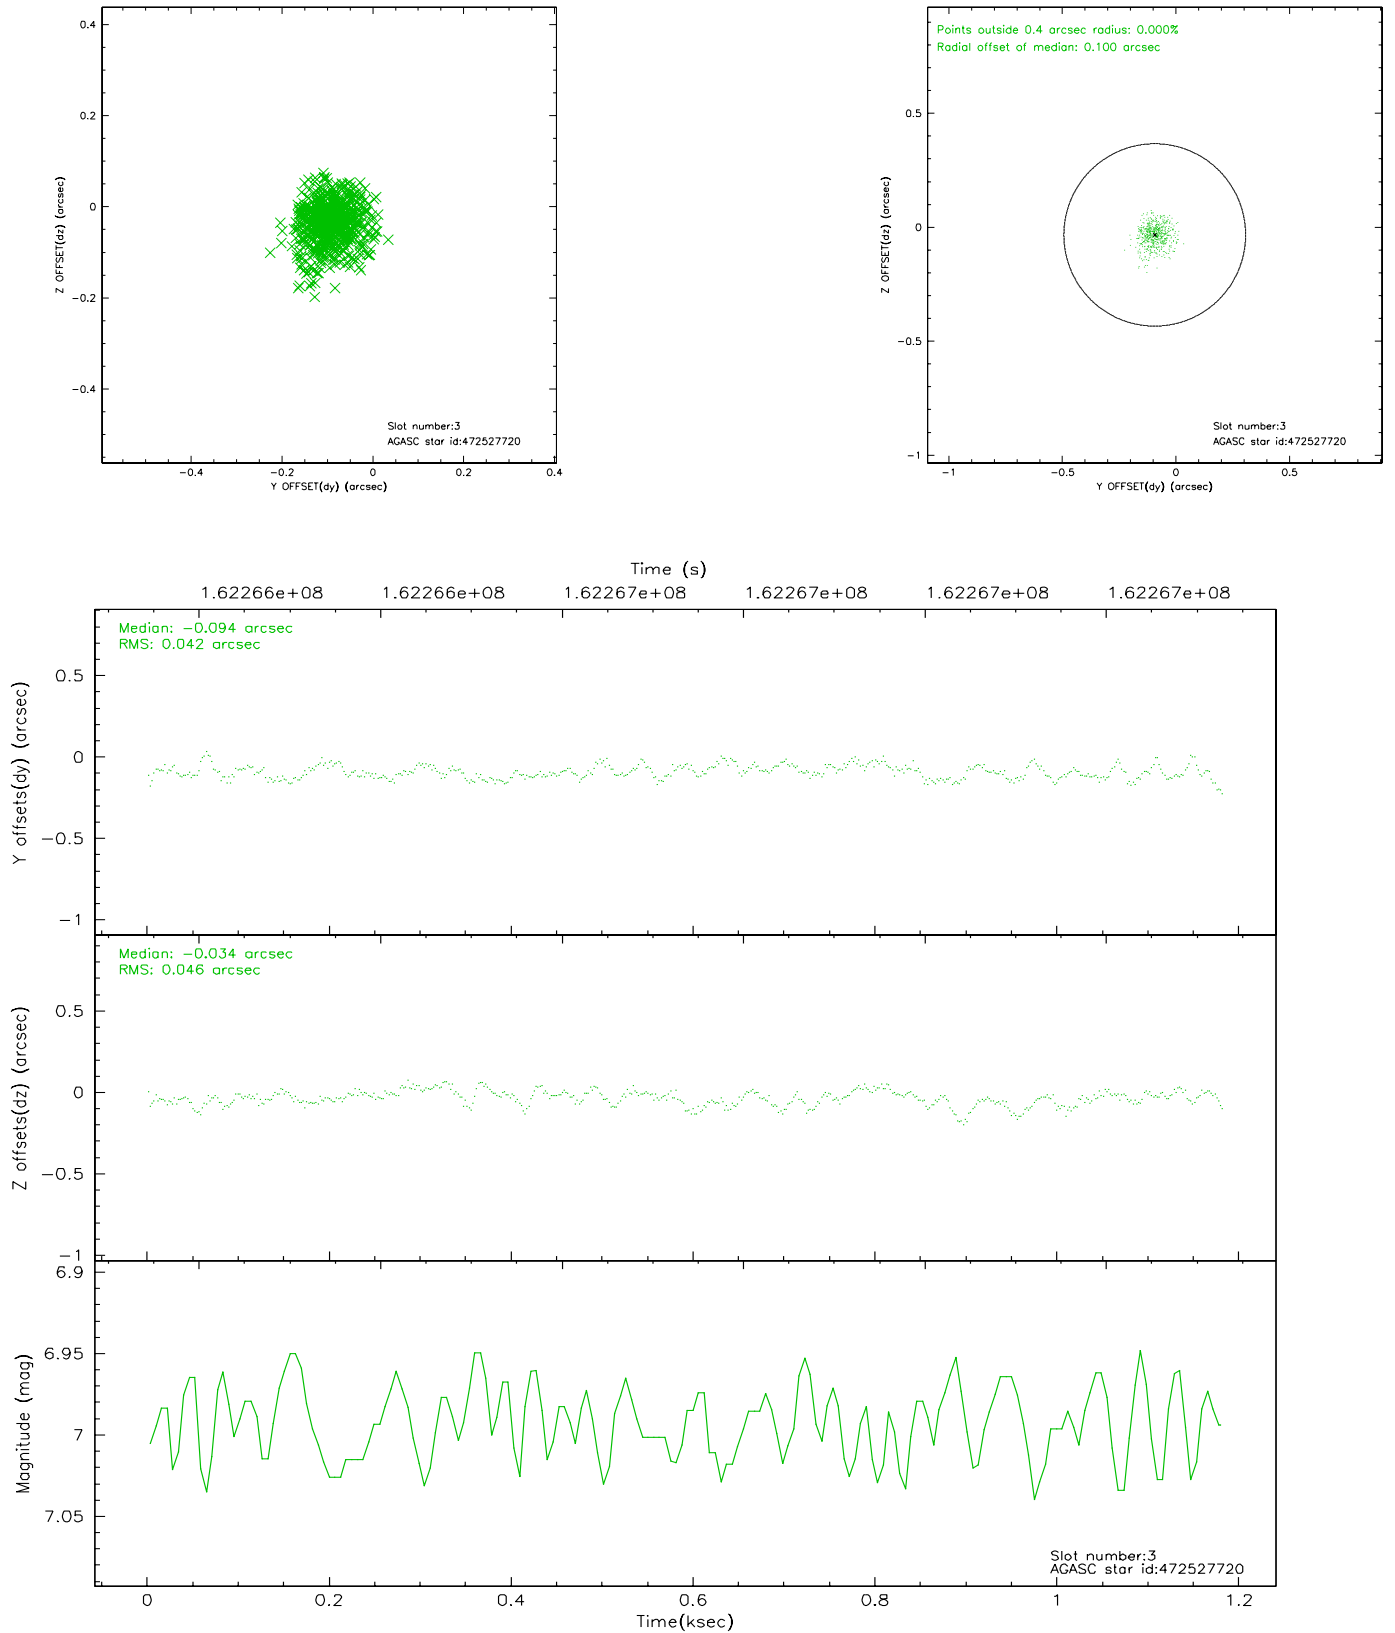 0.4
0.2
0
−0.2
−0.4
Z OFFSET(dz) (arcsec)
Slot number:3
AGASC star id:472527720
−0.4
−0.2
0
0.2
0.4
Y OFFSET(dy) (arcsec)
Points outside 0.4 arcsec radius: 0.000%
Radial offset of median: 0.100 arcsec
0.5
0
−0.5
−1
Z OFFSET(dz) (arcsec)
Slot number:3
AGASC star id:472527720
−1
−0.5
0
0.5
Y OFFSET(dy) (arcsec)
Time (s)
1.62266e+08
1.62266e+08
1.62267e+08
1.62267e+08
1.62267e+08
1.62267e+08
Median: −0.094 arcsec
RMS: 0.042 arcsec
0.5
0
−0.5
−1
Y offsets(dy) (arcsec)
Median: −0.034 arcsec
RMS: 0.046 arcsec
0.5
0
−0.5
−1
Z offsets(dz) (arcsec)
6.9
6.95
7
7.05
Magnitude (mag)
Slot number:3
AGASC star id:472527720
0
0.2
0.4
0.6
0.8
1
1.2
Time(ksec)